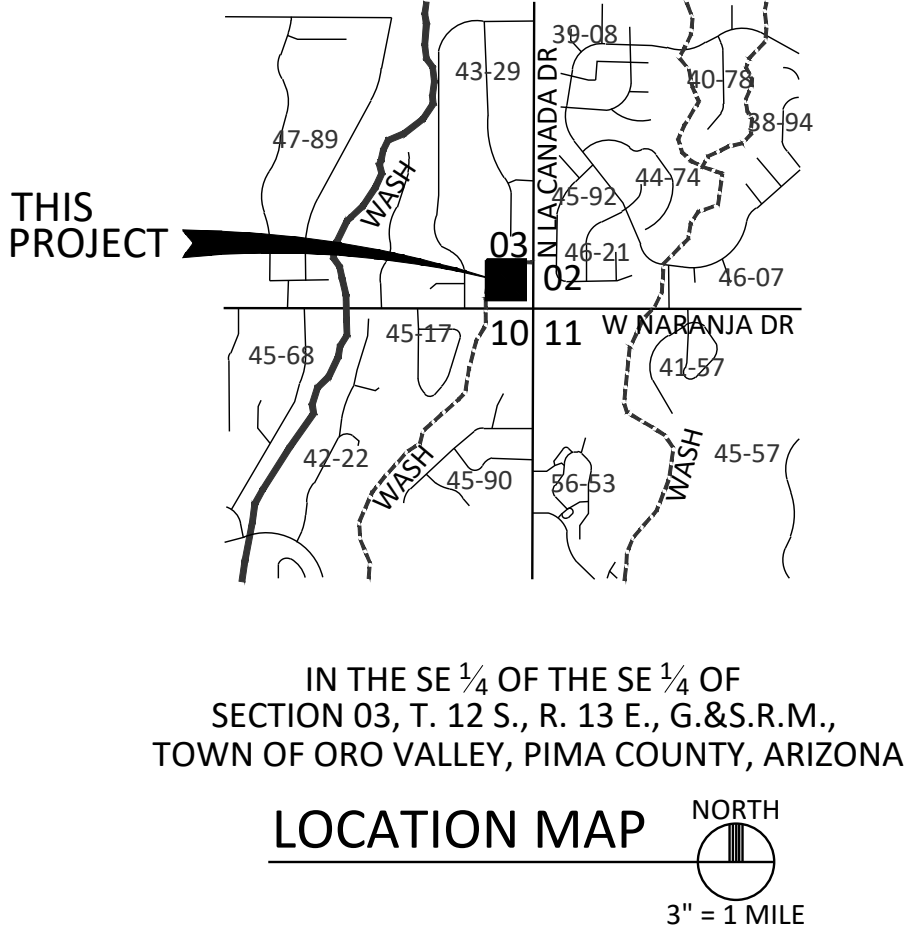 39-08
43-29
N LA CANADA DR
40-78
38-94
47-89
WASH
44-74
45-92
THIS
PROJECT
03
46-21
02
46-07
10
11
W NARANJA DR
45-17
45-68
41-57
42-22
WASH
45-90
56-53
WASH
45-57
IN THE SE ¼ OF THE SE ¼ OF
SECTION 03, T. 12 S., R. 13 E., G.&S.R.M.,
TOWN OF ORO VALLEY, PIMA COUNTY, ARIZONA
LOCATION MAP
NORTH
3" = 1 MILE